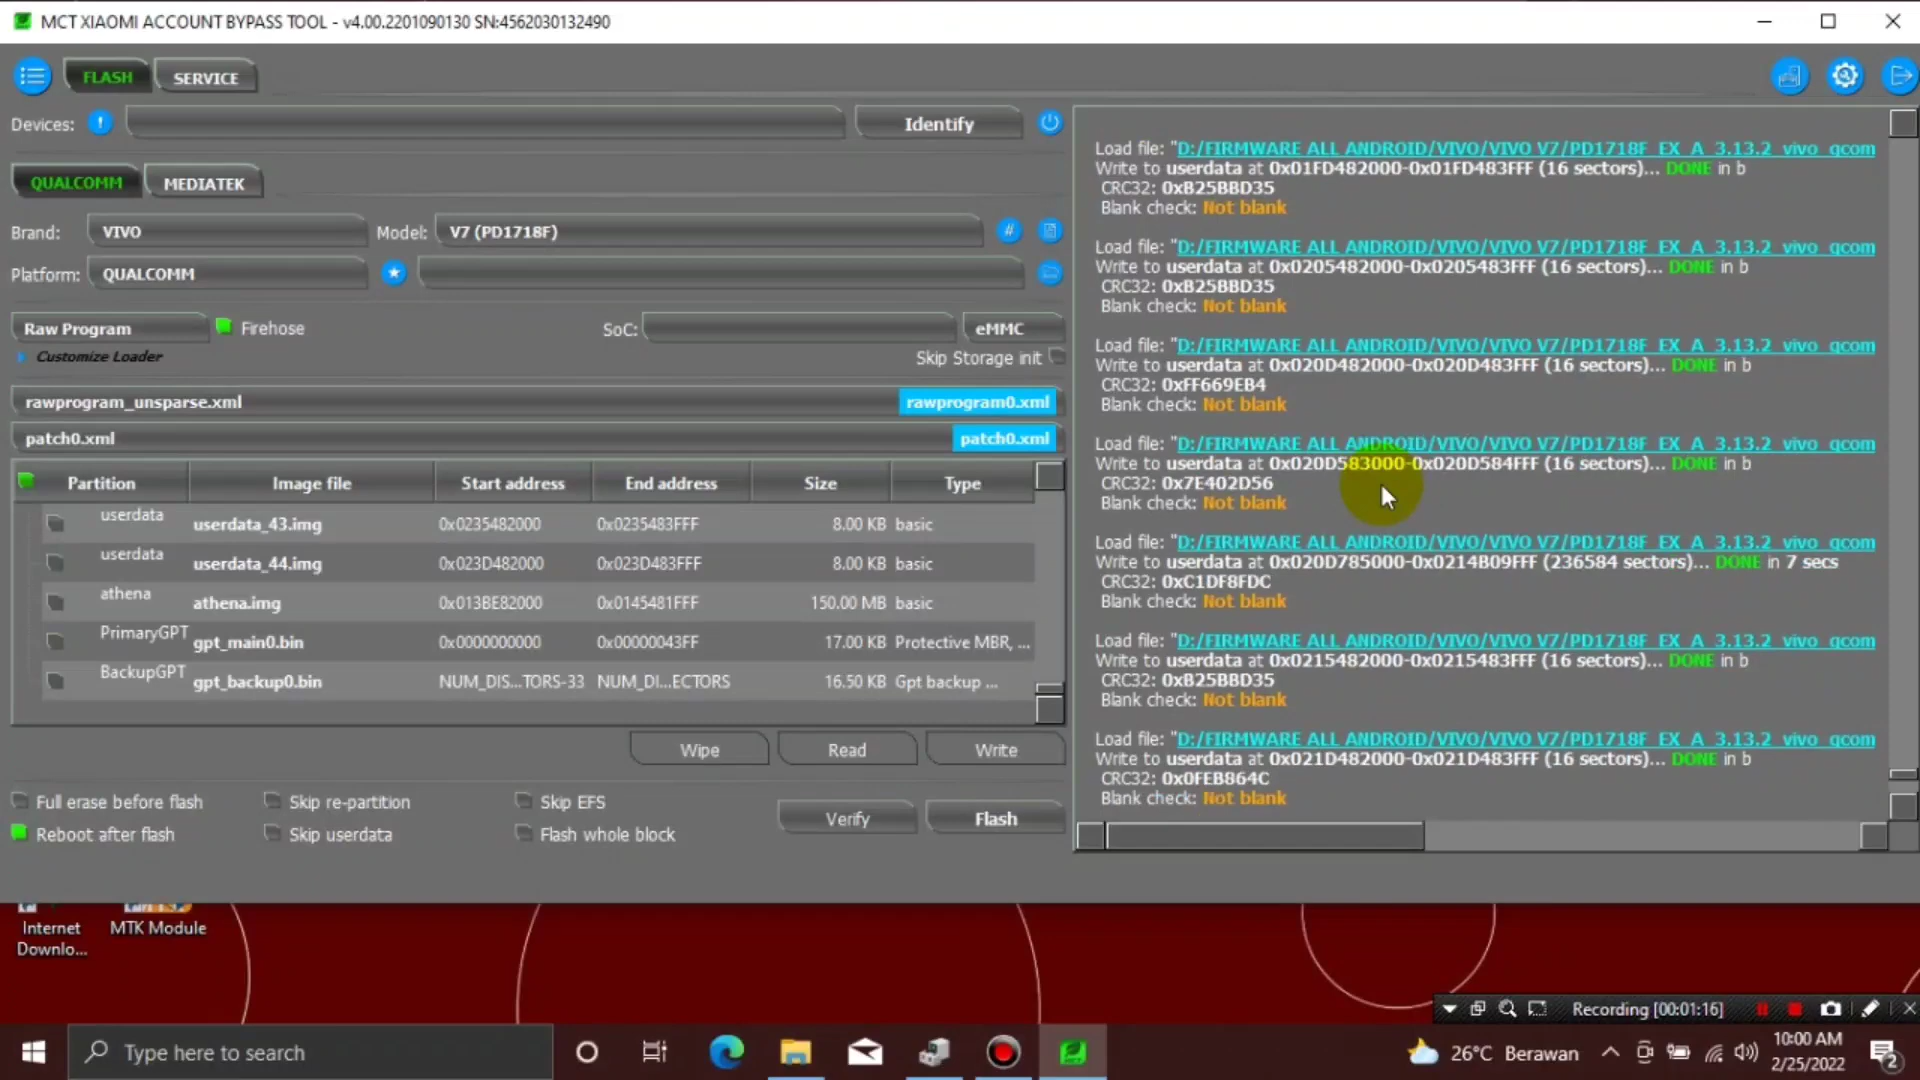 MCT XIAOMI ACCOUNT BYPASS TOOL - v4.00.2201090130 SN:4562030132490
FLASH SERVICE
Devices: Identify
QUALCOMM MEDIATEK
Brand: VIVO Model: V7 (PD1718F) #
Platform: QUALCOMM
Raw Program Firehose SoC: eMMC
Customize Loader Skip Storage init
rawprogram_unsparse.xml rawprogram0.xml
patch0.xml patch0.xml
Partition Image file Start address End address Size Type
userdata userdata_43.img 0x0235482000 0x0235483FFF 8.00 KB basic
userdata userdata_44.img 0x023D482000 0x023D483FFF 8.00 KB basic
athena athena.img 0x013BE82000 0x0145481FFF 150.00 MB basic
PrimaryGPT gpt_main0.bin 0x0000000000 0x00000043FF 17.00 KB Protective MBR, ...
BackupGPT gpt_backup0.bin NUM_DIS...TORS-33 NUM_DI...ECTORS 16.50 KB Gpt backup ...
Wipe Read Write
Full erase before flash Skip re-partition Skip EFS
Reboot after flash Skip userdata Flash whole block
Verify Flash
Load file: "D:/FIRMWARE ALL ANDROID/VIVO/VIVO V7/PD1718F_EX_A_3.13.2_vivo_qcom
Write to userdata at 0x01FD482000-0x01FD483FFF (16 sectors)... DONE in b
CRC32: 0xB25BBD35
Blank check: Not blank
Load file: "D:/FIRMWARE ALL ANDROID/VIVO/VIVO V7/PD1718F_EX_A_3.13.2_vivo_qcom
Write to userdata at 0x0205482000-0x0205483FFF (16 sectors)... DONE in b
CRC32: 0xB25BBD35
Blank check: Not blank
Load file: "D:/FIRMWARE ALL ANDROID/VIVO/VIVO V7/PD1718F_EX_A_3.13.2_vivo_qcom
Write to userdata at 0x020D482000-0x020D483FFF (16 sectors)... DONE in b
CRC32: 0xFF669EB4
Blank check: Not blank
Load file: "D:/FIRMWARE ALL ANDROID/VIVO/VIVO V7/PD1718F_EX_A_3.13.2_vivo_qcom
Write to userdata at 0x020D583000-0x020D584FFF (16 sectors)... DONE in b
CRC32: 0x7E402D56
Blank check: Not blank
Load file: "D:/FIRMWARE ALL ANDROID/VIVO/VIVO V7/PD1718F_EX_A_3.13.2_vivo_qcom
Write to userdata at 0x020D785000-0x0214B09FFF (236584 sectors)... DONE in 7 secs
CRC32: 0xC1DF8FDC
Blank check: Not blank
Load file: "D:/FIRMWARE ALL ANDROID/VIVO/VIVO V7/PD1718F_EX_A_3.13.2_vivo_qcom
Write to userdata at 0x0215482000-0x0215483FFF (16 sectors)... DONE in b
CRC32: 0xB25BBD35
Blank check: Not blank
Load file: "D:/FIRMWARE ALL ANDROID/VIVO/VIVO V7/PD1718F_EX_A_3.13.2_vivo_qcom
Write to userdata at 0x021D482000-0x021D483FFF (16 sectors)... DONE in b
CRC32: 0x0FEB864C
Blank check: Not blank
Internet
Downlo...
MTK Module
Recording [00:01:16]
Type here to search
26°C Berawan
10:00 AM
2/25/2022
2